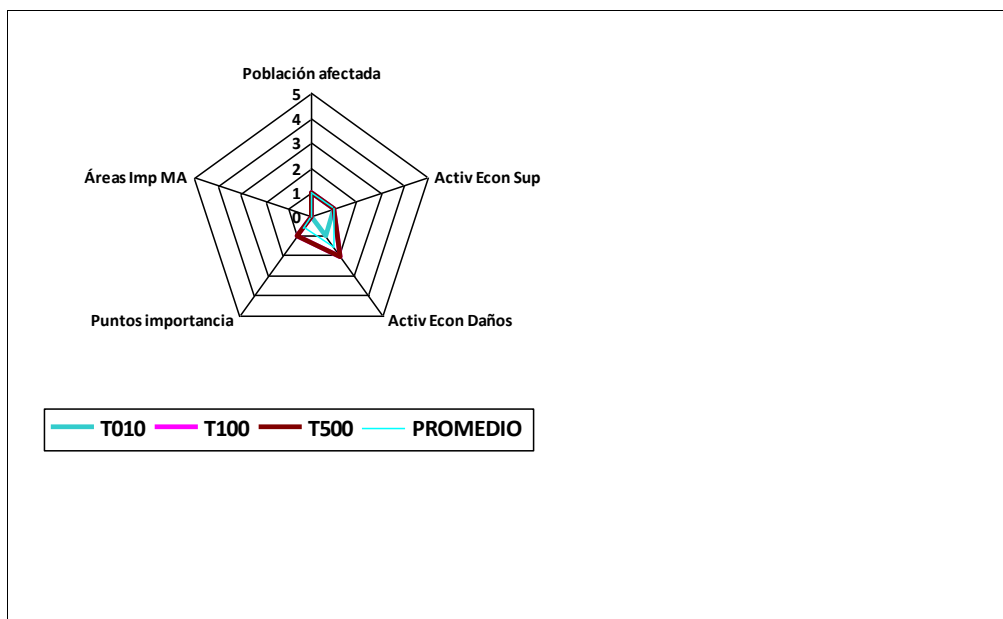 Población afectada
5
4
3
2
1
0
Áreas Imp MA
Activ Econ Sup
Puntos importancia
Activ Econ Daños
T010 T100 T500 PROMEDIO